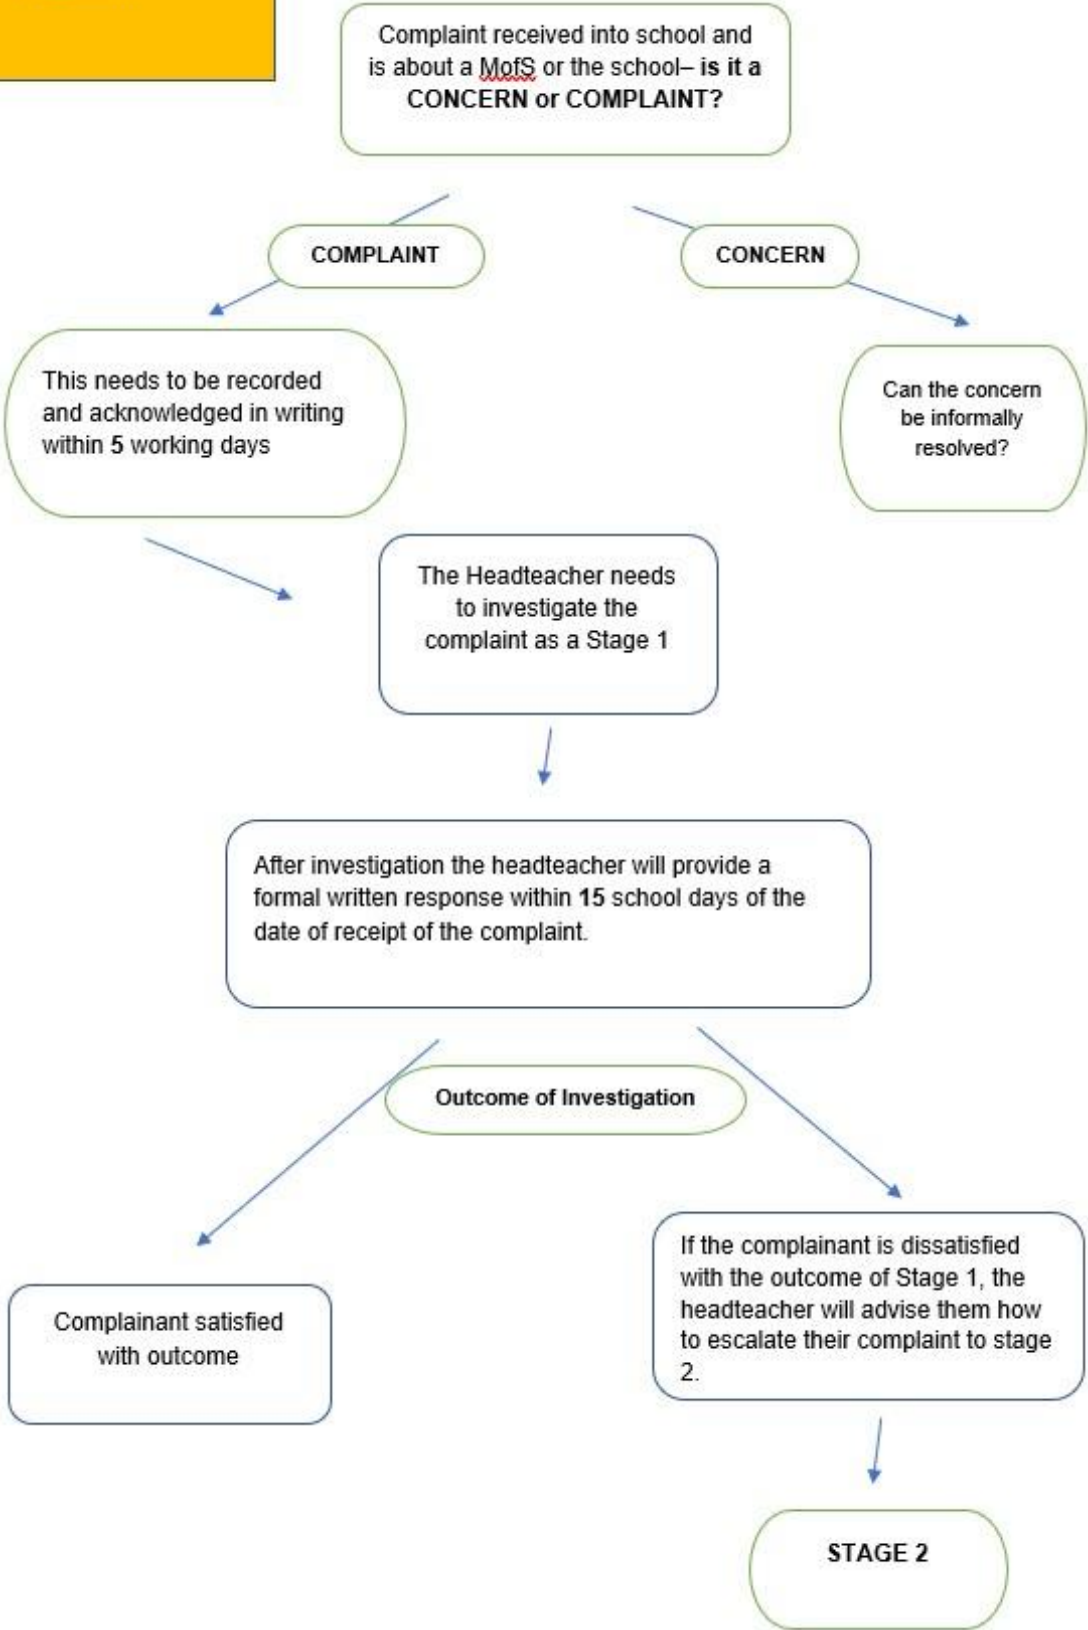 Complaint received into school and
is about a MofS or the school– is it a
CONCERN or COMPLAINT?
COMPLAINT
CONCERN
This needs to be recorded
and acknowledged in writing
within 5 working days
Can the concern
be informally
resolved?
The Headteacher needs
to investigate the
complaint as a Stage 1
After investigation the headteacher will provide a
formal written response within 15 school days of the
date of receipt of the complaint.
Outcome of Investigation
Complainant satisfied
with outcome
If the complainant is dissatisfied
with the outcome of Stage 1, the
headteacher will advise them how
to escalate their complaint to stage
2.
STAGE 2